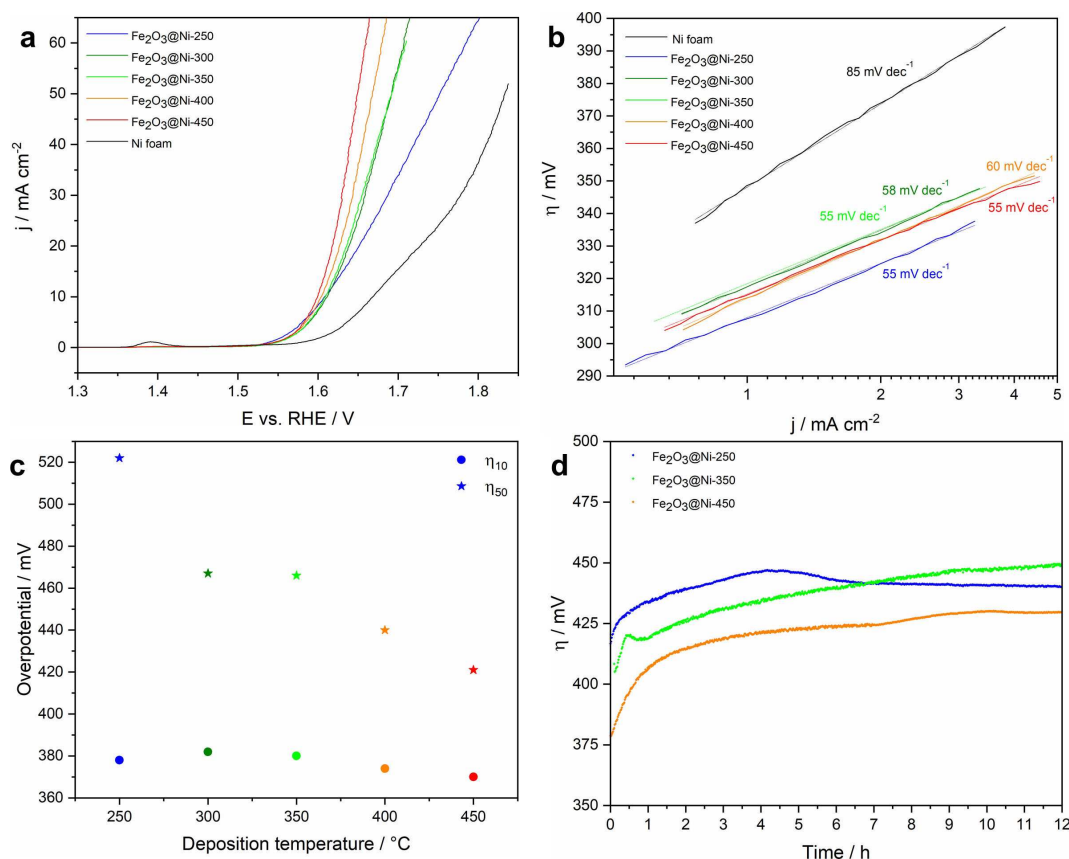 a
Fe₂O₃@Ni-250
Fe₂O₃@Ni-300
Fe₂O₃@Ni-350
Fe₂O₃@Ni-400
Fe₂O₃@Ni-450
Ni foam
60
50
40
30
20
10
0
j / mA cm⁻²
1.3 1.4 1.5 1.6 1.7 1.8
E vs. RHE / V
b
Ni foam
Fe₂O₃@Ni-250
Fe₂O₃@Ni-300
Fe₂O₃@Ni-350
Fe₂O₃@Ni-400
Fe₂O₃@Ni-450
85 mV dec⁻¹
60 mV dec⁻¹
58 mV dec⁻¹
55 mV dec⁻¹
55 mV dec⁻¹
55 mV dec⁻¹
400
390
380
370
360
350
340
330
320
310
300
290
η / mV
1 2 3 4 5
j / mA cm⁻²
c
η₁₀
η₅₀
520
500
480
460
440
420
400
380
360
Overpotential / mV
250 300 350 400 450
Deposition temperature / °C
d
Fe₂O₃@Ni-250
Fe₂O₃@Ni-350
Fe₂O₃@Ni-450
500
475
450
425
400
375
350
η / mV
0 1 2 3 4 5 6 7 8 9 10 11 12
Time / h